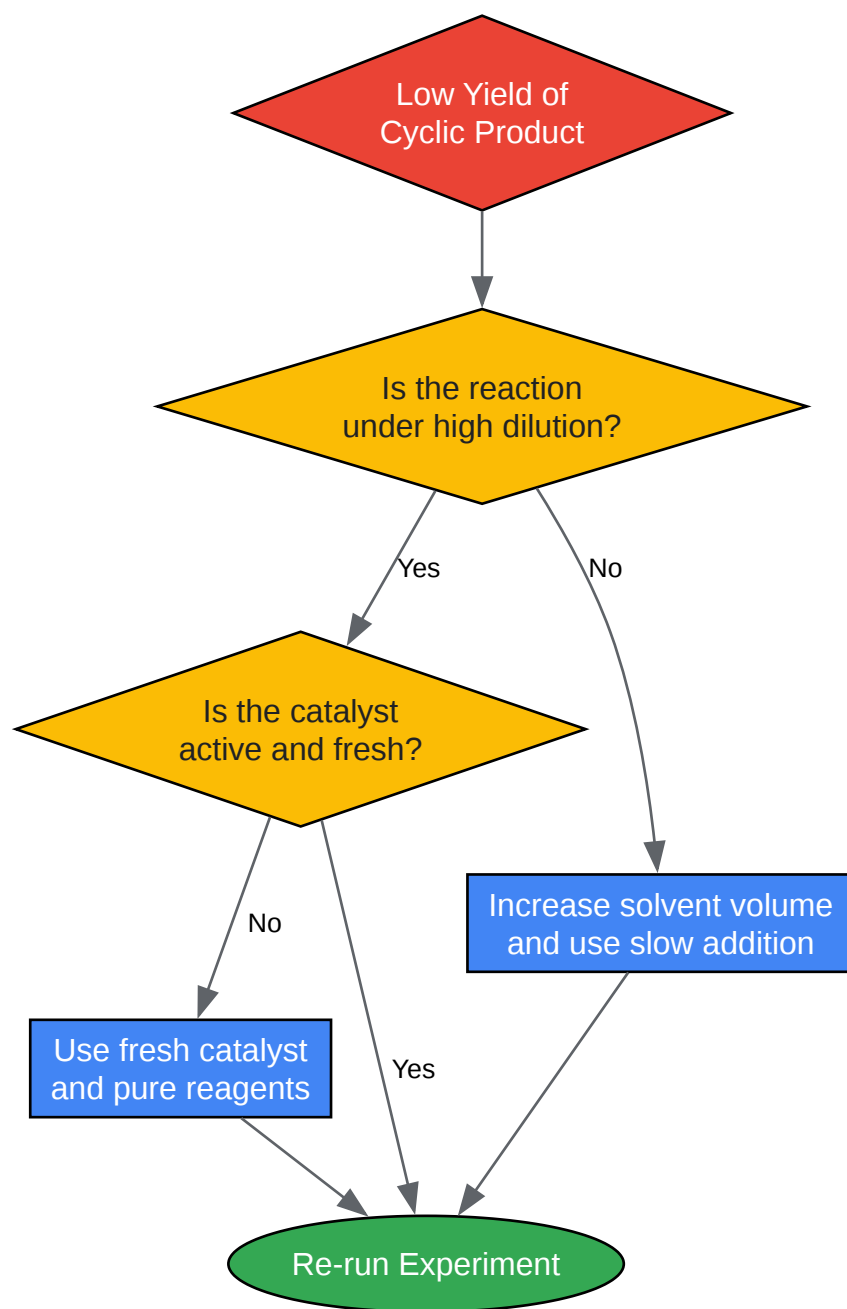 Low Yield of
Cyclic Product
Is the reaction
under high dilution?
Yes
No
Is the catalyst
active and fresh?
Increase solvent volume
and use slow addition
No
Use fresh catalyst
and pure reagents
Yes
Re-run Experiment